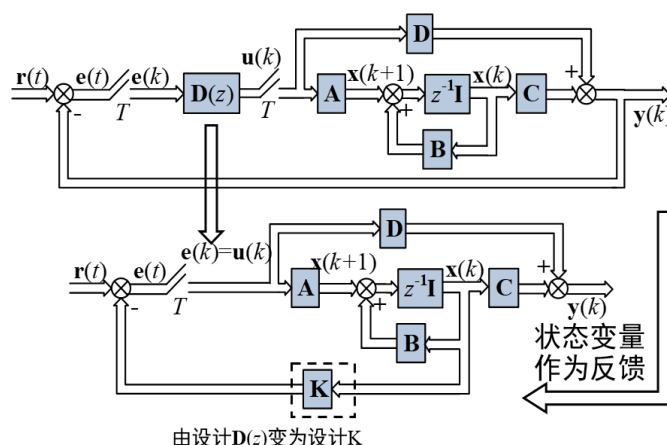 D
u(k)
r(t) e(t) e(k) D(z) A x(k+1) z⁻¹I x(k) C +
- T T + y(k)
B
D
e(k)=u(k)
r(t) e(t) A x(k+1) z⁻¹I x(k) C +
- T + y(k)
B
状态变量
作为反馈
K
由设计D(z)变为设计K